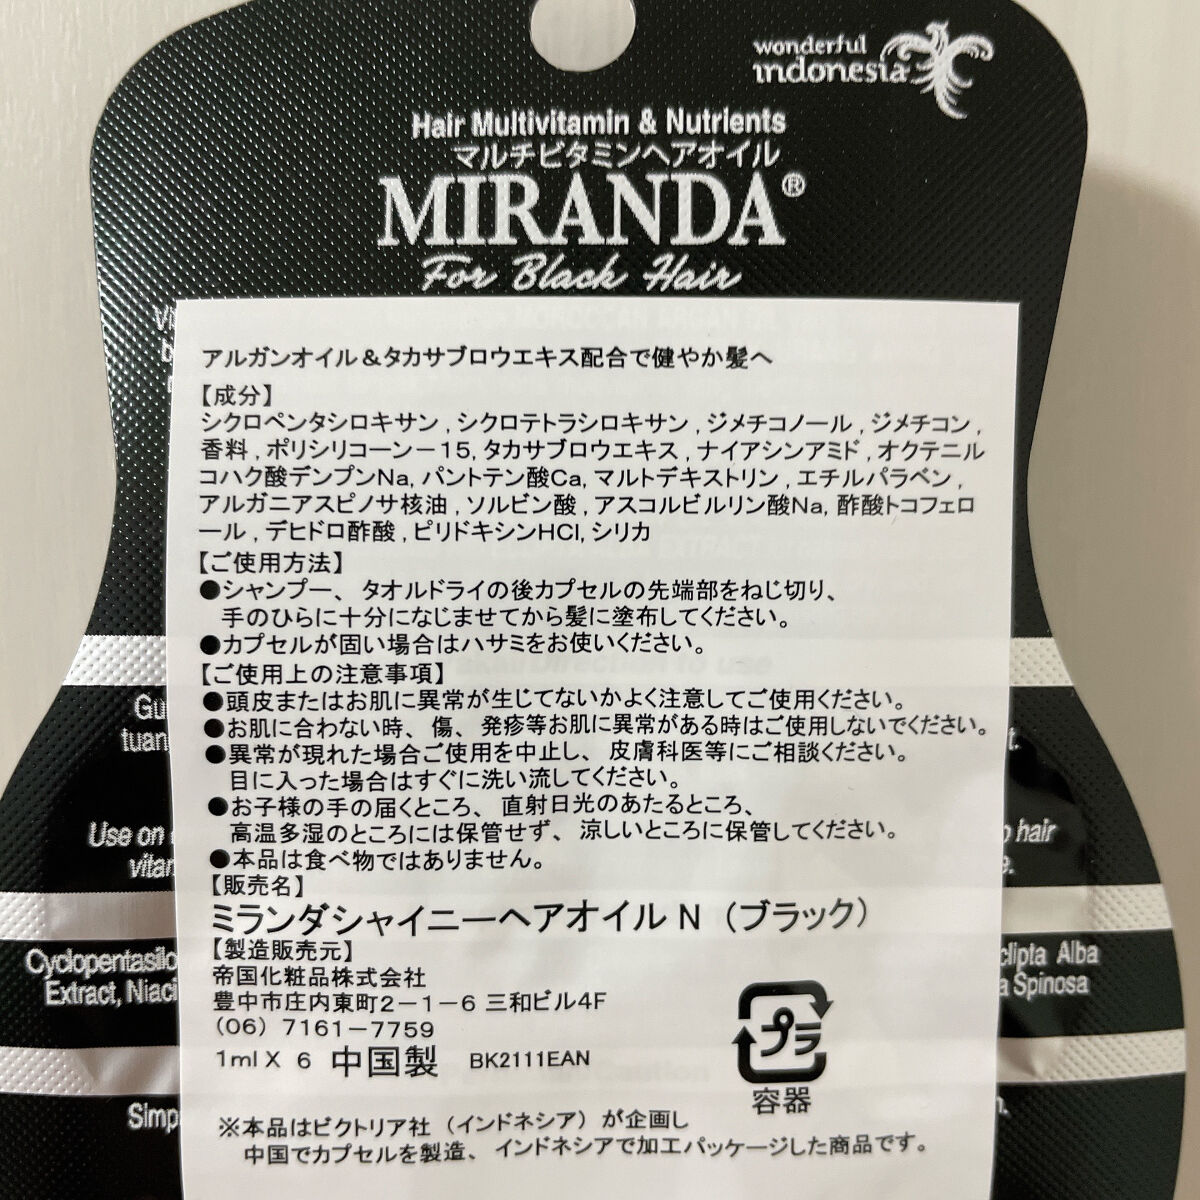 wonderful
indonesia
Hair Multivitamin & Nutrients
マルチビタミンヘアオイル
MIRANDA®
For Black Hair
アルガンオイル＆タカサブロウエキス配合で健やか髪へ
【成分】
シクロペンタシロキサン , シクロテトラシロキサン , ジメチコノール , ジメチコン ,
香料 , ポリシリコーン－15, タカサブロウエキス , ナイアシンアミド , オクテニル
コハク酸デンプンNa, パントテン酸Ca, マルトデキストリン , エチルパラベン ,
アルガニアスピノサ核油 , ソルビン酸 , アスコルビルリン酸Na, 酢酸トコフェロ
ール , デヒドロ酢酸 , ピリドキシンHCl, シリカ
【ご使用方法】
●シャンプー、 タオルドライの後カプセルの先端部をねじ切り、
手のひらに十分になじませてから髪に塗布してください。
●カプセルが固い場合はハサミをお使いください。
Direction to use
【ご使用上の注意事項】
●頭皮またはお肌に異常が生じてないかよく注意してご使用ください。
Gu
●お肌に合わない時、 傷、 発疹等お肌に異常がある時はご使用しないでください。
tuan
t.
●異常が現れた場合ご使用を中止し、 皮膚科医等にご相談ください。
目に入った場合はすぐに洗い流してください。
●お子様の手の届くところ、 直射日光のあたるところ、
Use on
hair
高温多湿のところには保管せず、 涼しいところに保管してください。
vitar
e.
●本品は食べ物ではありません。
【販売名】
ミランダシャイニーヘアオイル N （ブラック）
【製造販売元】
Cyclopentasilo
clipta Alba
帝国化粧品株式会社
Extract, Niaci
a Spinosa
豊中市庄内東町2－1－6 三和ビル4F
（06）7161－7759
1ml X 6 中国製 BK2111EAN
プラ
容器
Simp
n.
※本品はビクトリア社 （インドネシア） が企画し
中国でカプセルを製造、 インドネシアで加工パッケージした商品です。